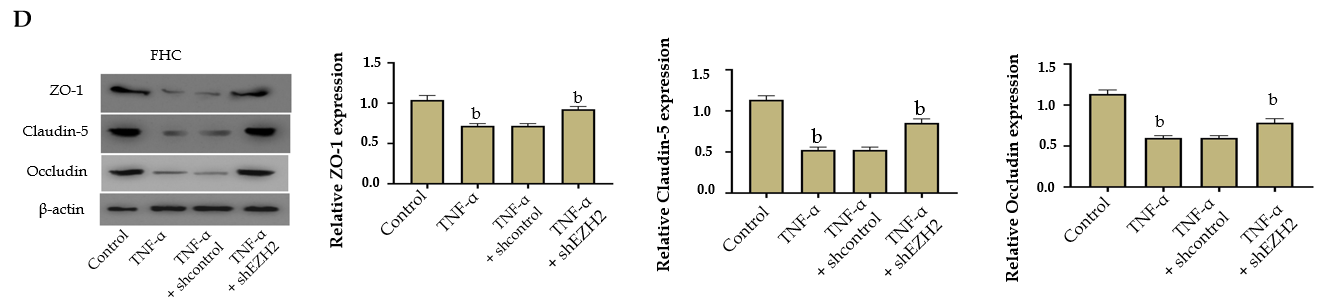 D
FHC
ZO-1
Claudin-5
Occludin
β-actin
Control
TNF-α
TNF-α
+ shcontrol
TNF-α
+ shEZH2
Relative ZO-1 expression
1.5
1.0
0.5
0.0
b
b
Control
TNF-α
TNF-α
+ shcontrol
TNF-α
+ shEZH2
Relative Claudin-5 expression
1.5
1.0
0.5
0.0
b
b
Control
TNF-α
TNF-α
+ shcontrol
TNF-α
+ shEZH2
Relative Occludin expression
1.5
1.0
0.5
0.0
b
b
Control
TNF-α
TNF-α
+ shcontrol
TNF-α
+ shEZH2